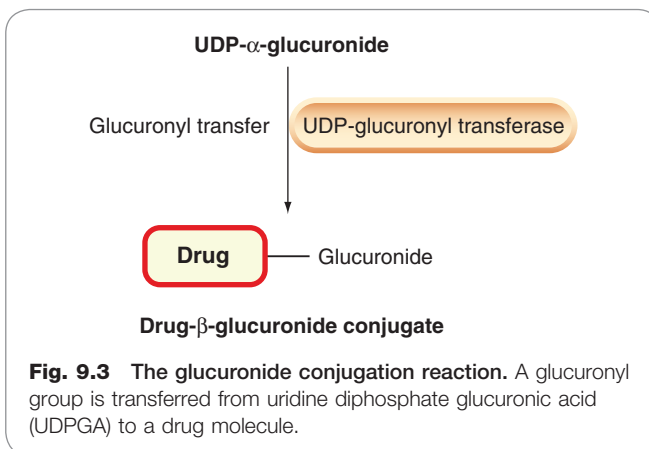 UDP-α-glucuronide
Glucuronyl transfer
UDP-glucuronyl transferase
Drug
Glucuronide
Drug-β-glucuronide conjugate
Fig. 9.3 The glucuronide conjugation reaction. A glucuronyl
group is transferred from uridine diphosphate glucuronic acid
(UDPGA) to a drug molecule.